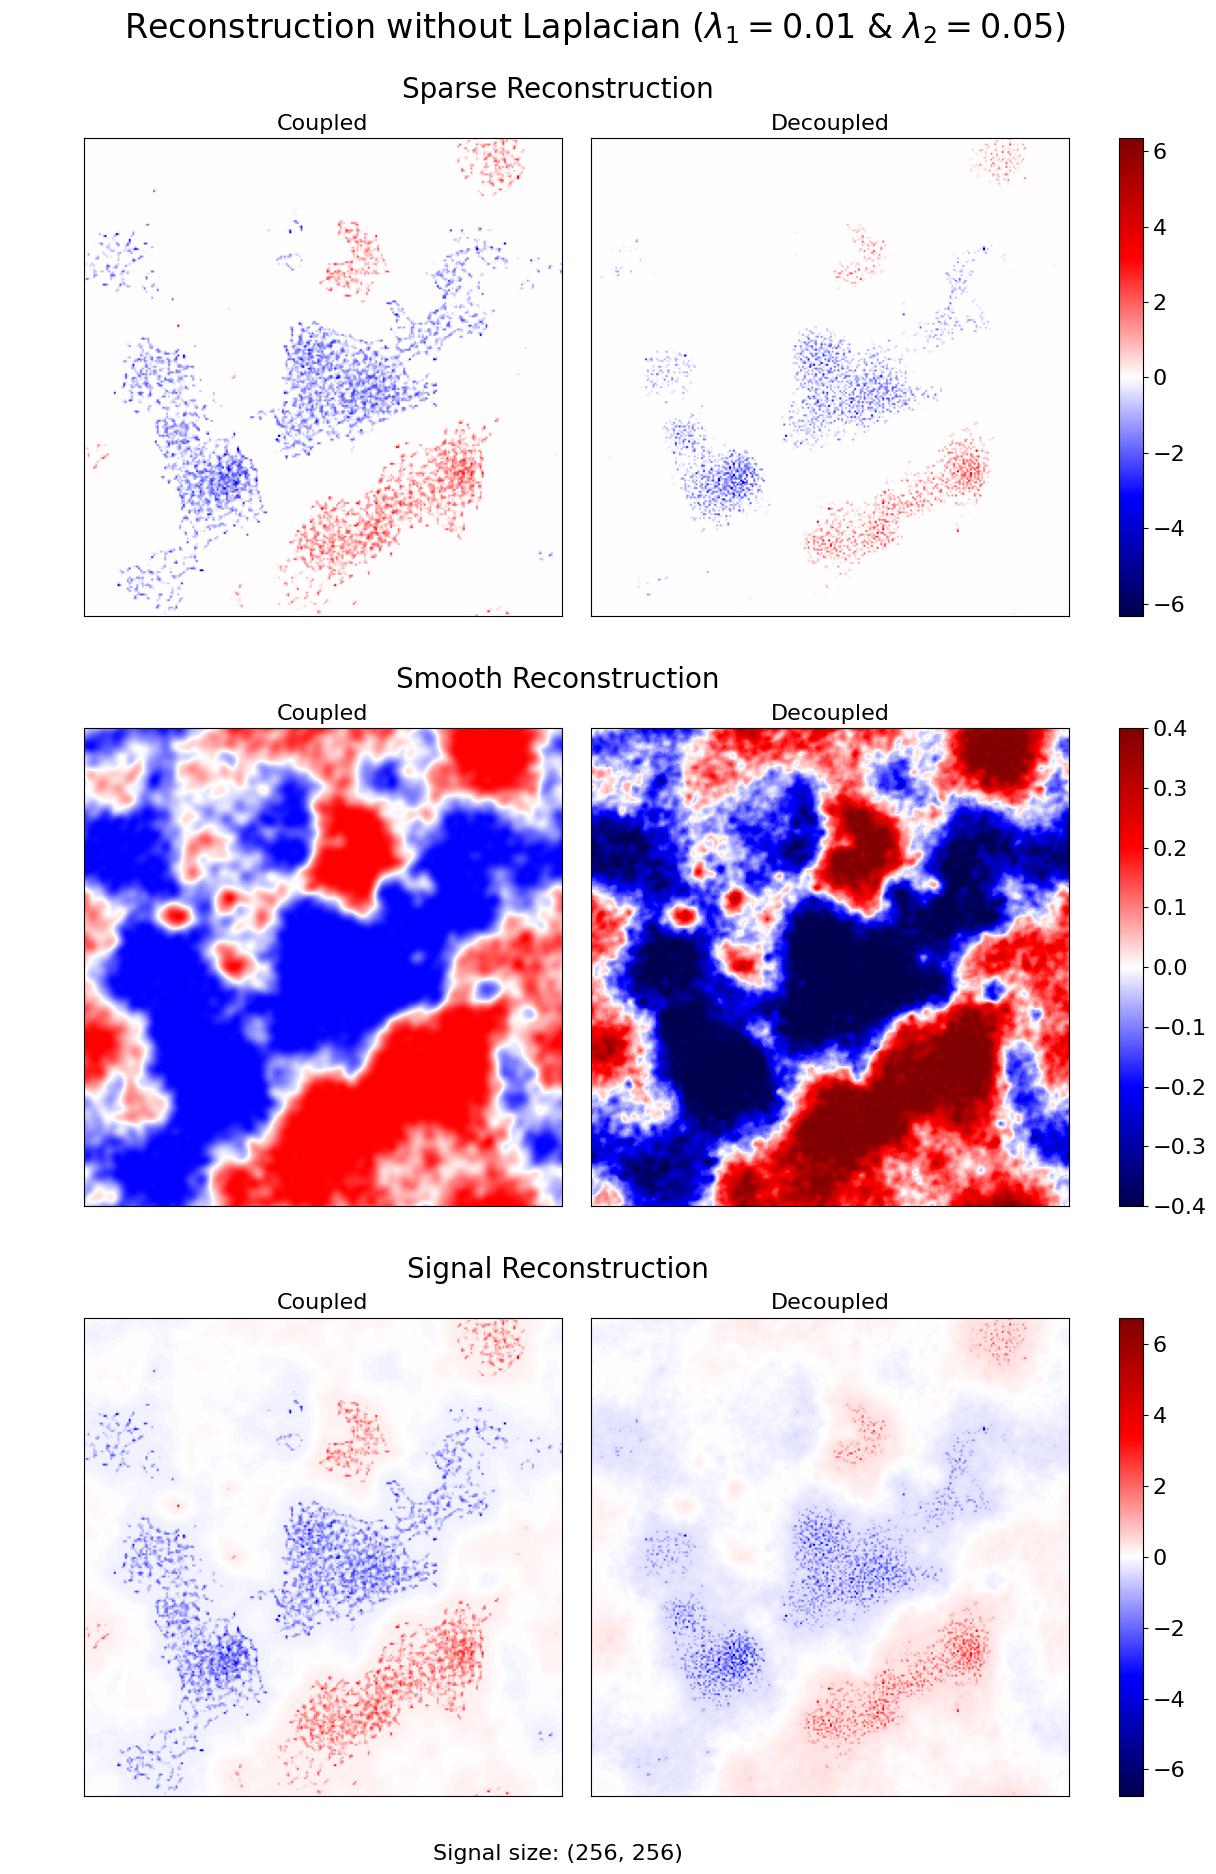 Reconstruction without Laplacian (λ₁ = 0.01 & λ₂ = 0.05)
Sparse Reconstruction
Coupled
Decoupled
6
4
2
0
−2
−4
−6
Smooth Reconstruction
Coupled
Decoupled
0.4
0.3
0.2
0.1
0.0
−0.1
−0.2
−0.3
−0.4
Signal Reconstruction
Coupled
Decoupled
6
4
2
0
−2
−4
−6
Signal size: (256, 256)